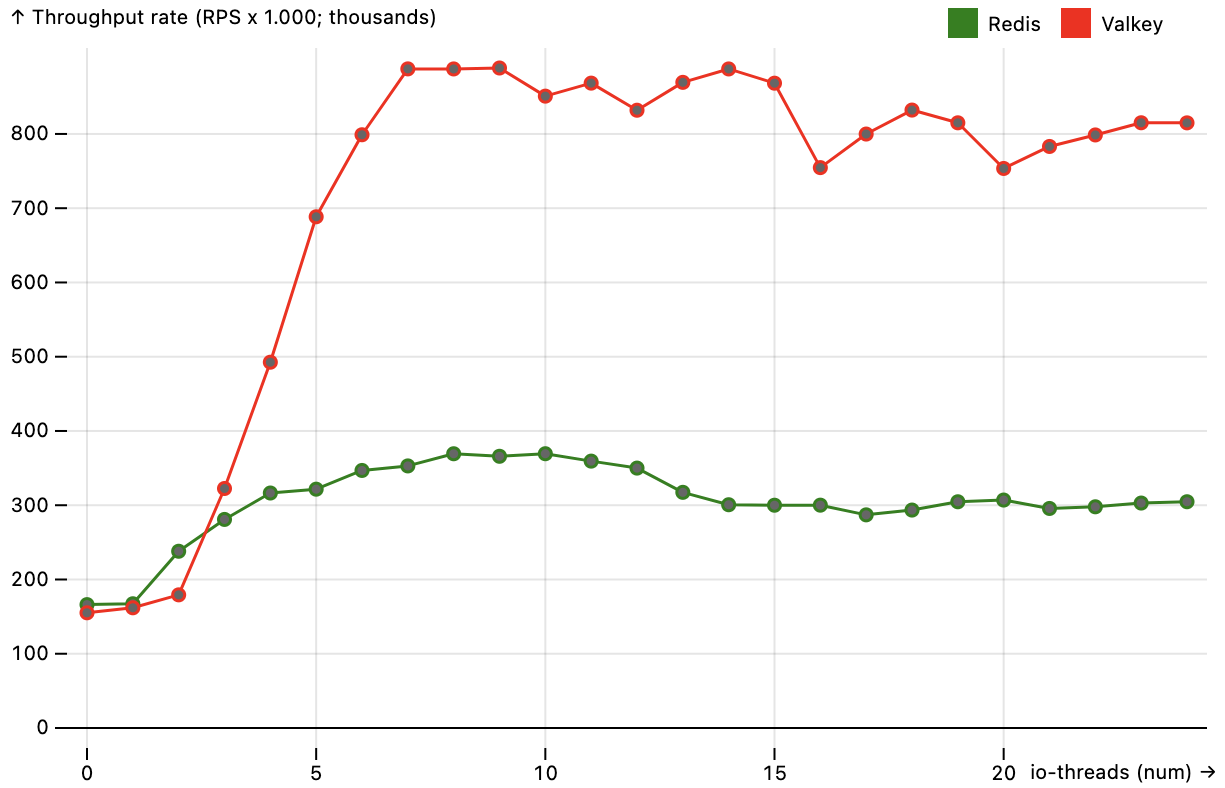 ↑ Throughput rate (RPS x 1.000; thousands)
Redis
Valkey
800
700
600
500
400
300
200
100
0
0 5 10 15 20 io-threads (num) →